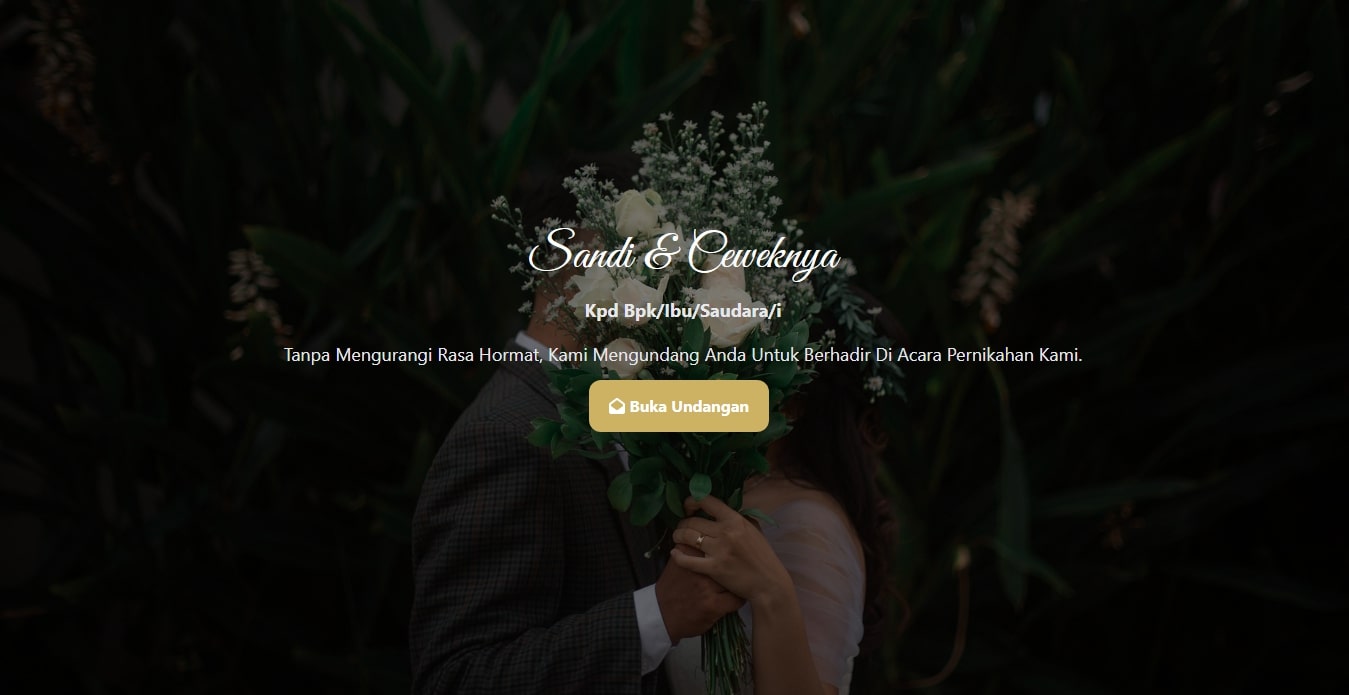 Sandi & Ceweknya
Kpd Bpk/Ibu/Saudara/i
Tanpa Mengurangi Rasa Hormat, Kami Mengundang Anda Untuk Berhadir Di Acara Pernikahan Kami.
Buka Undangan